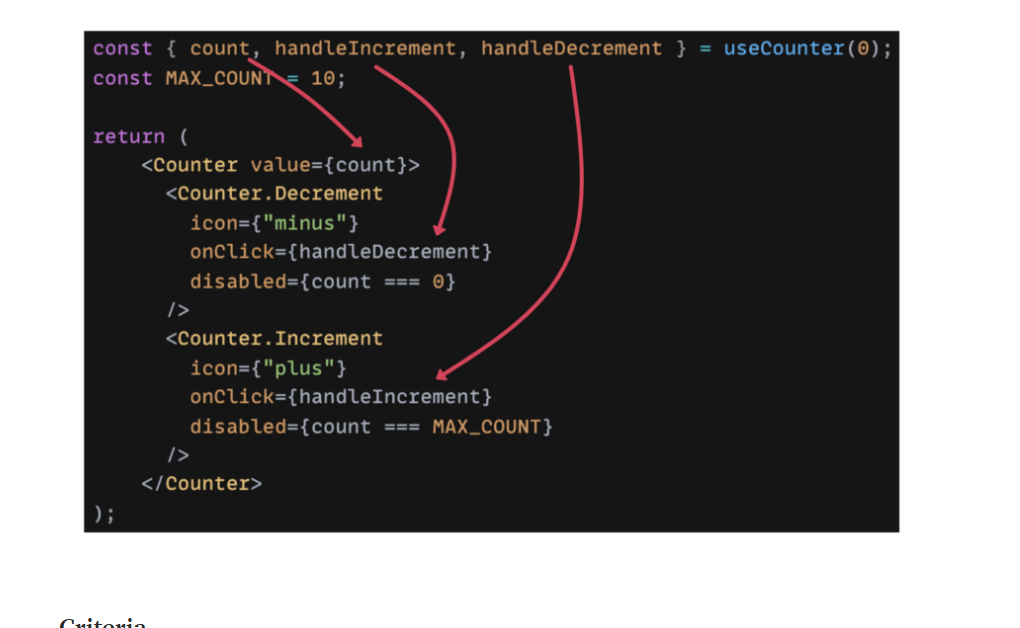 const { count, handleIncrement, handleDecrement } = useCounter(0);
const MAX_COUNT = 10;
return (
<Counter value={count}>
<Counter.Decrement
icon={"minus"}
onClick={handleDecrement}
disabled={count === 0}
/>
<Counter.Increment
icon={"plus"}
onClick={handleIncrement}
disabled={count === MAX_COUNT}
/>
</Counter>
);
Criteria